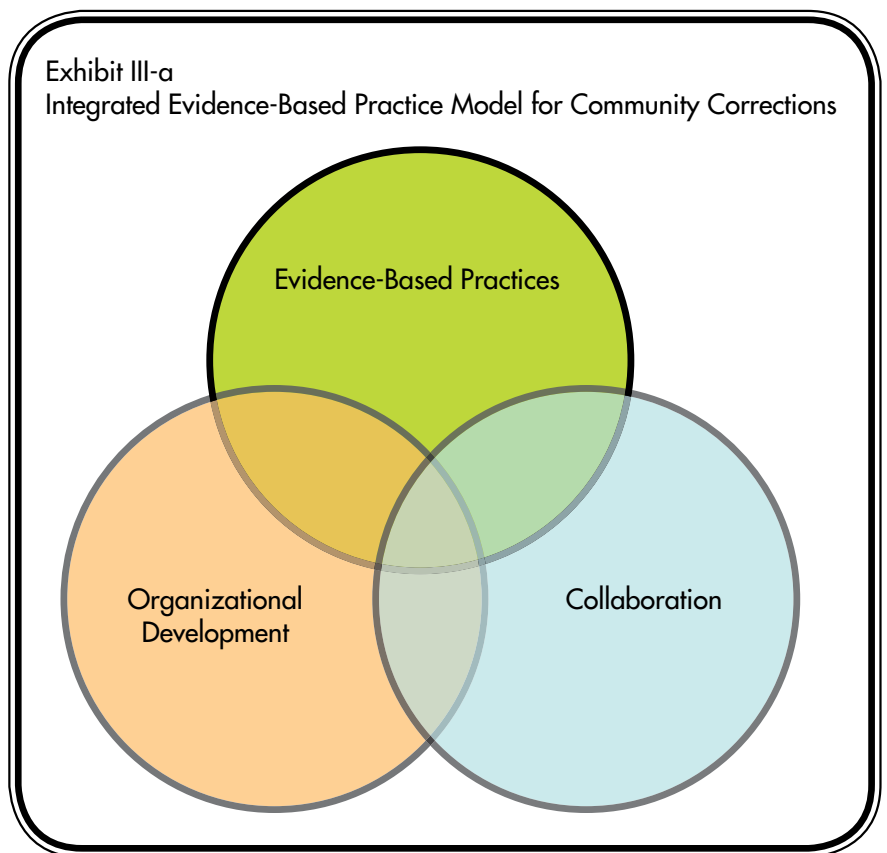 Exhibit III-a
Integrated Evidence-Based Practice Model for Community Corrections
Evidence-Based Practices
Organizational
Development
Collaboration